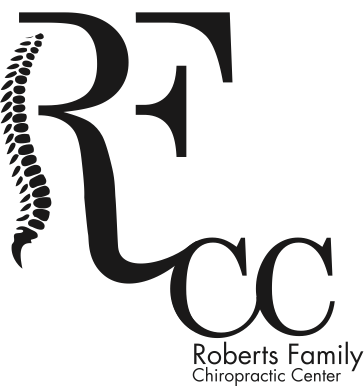 RF
CC
Roberts Family
Chiropractic Center